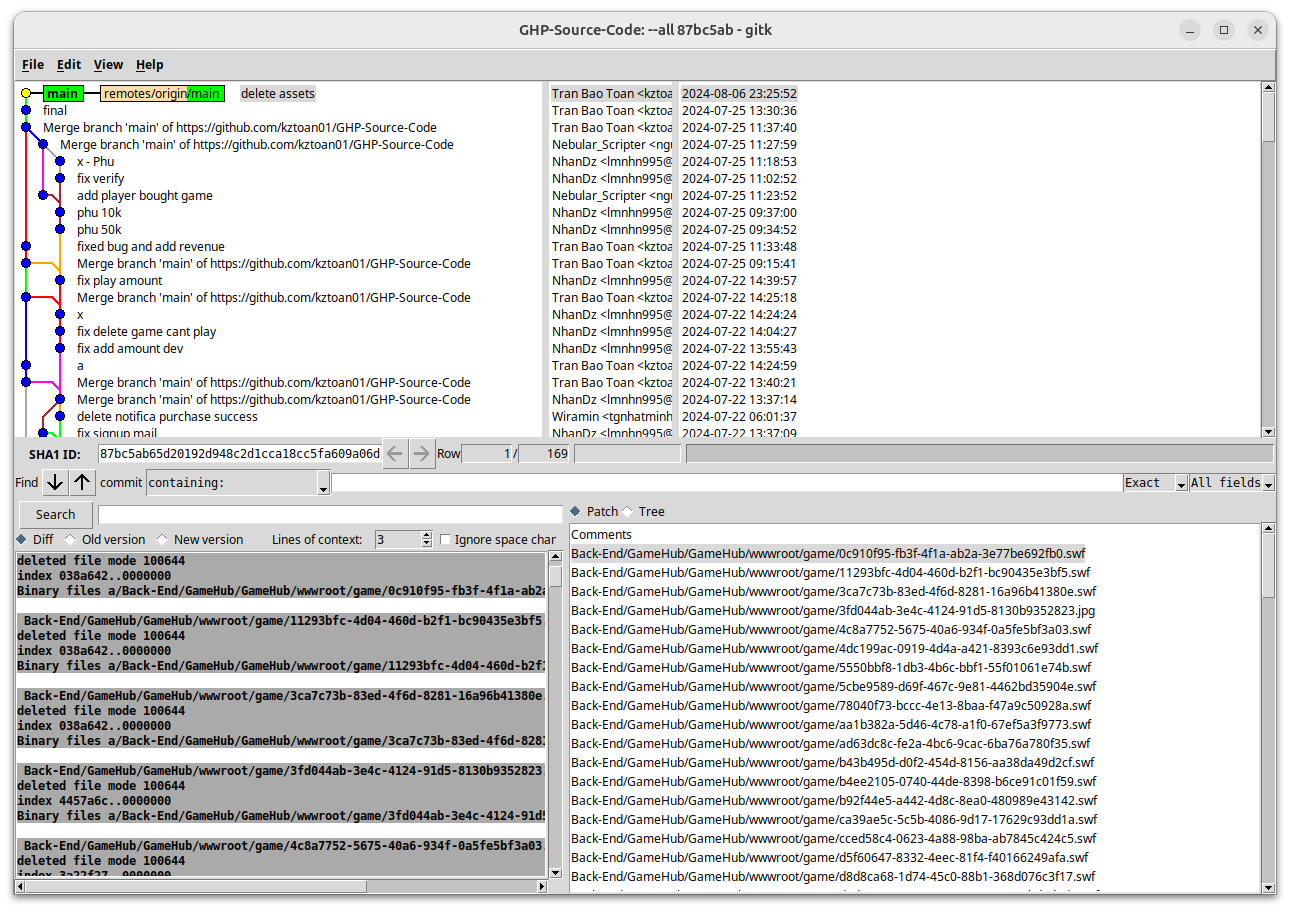 GHP-Source-Code: --all 87bc5ab - gitk
File Edit View Help
main remotes/origin/main delete assets Tran Bao Toan <kztoa 2024-08-06 23:25:52
final Tran Bao Toan <kztoa 2024-07-25 13:30:36
Merge branch 'main' of https://github.com/kztoan01/GHP-Source-Code Tran Bao Toan <kztoa 2024-07-25 11:37:40
Merge branch 'main' of https://github.com/kztoan01/GHP-Source-Code Nebular_Scripter <ngu 2024-07-25 11:27:59
x - Phu NhanDz <lmnhn995@ 2024-07-25 11:18:53
fix verify NhanDz <lmnhn995@ 2024-07-25 11:02:52
add player bought game Nebular_Scripter <ngu 2024-07-25 11:23:52
phu 10k NhanDz <lmnhn995@ 2024-07-25 09:37:00
phu 50k NhanDz <lmnhn995@ 2024-07-25 09:34:52
fixed bug and add revenue Tran Bao Toan <kztoa 2024-07-25 11:33:48
Merge branch 'main' of https://github.com/kztoan01/GHP-Source-Code Tran Bao Toan <kztoa 2024-07-25 09:15:41
fix play amount NhanDz <lmnhn995@ 2024-07-22 14:39:57
Merge branch 'main' of https://github.com/kztoan01/GHP-Source-Code Tran Bao Toan <kztoa 2024-07-22 14:25:18
x NhanDz <lmnhn995@ 2024-07-22 14:24:24
fix delete game cant play NhanDz <lmnhn995@ 2024-07-22 14:04:27
fix add amount dev NhanDz <lmnhn995@ 2024-07-22 13:55:43
a Tran Bao Toan <kztoa 2024-07-22 14:24:59
Merge branch 'main' of https://github.com/kztoan01/GHP-Source-Code Tran Bao Toan <kztoa 2024-07-22 13:40:21
Merge branch 'main' of https://github.com/kztoan01/GHP-Source-Code NhanDz <lmnhn995@ 2024-07-22 13:37:14
delete notifica purchase success Wiramin <tgnhatminh 2024-07-22 06:01:37
fix signup mail NhanDz <lmnhn995@ 2024-07-22 13:37:09
SHA1 ID: 87bc5ab65d20192d948c2d1cca18cc5fa609a06d Row 1 / 169
Find commit containing: Exact All fields
Search
Diff Old version New version Lines of context: 3 Ignore space char
deleted file mode 100644
index 038a642..0000000
Binary files a/Back-End/GameHub/GameHub/wwwroot/game/0c910f95-fb3f-4f1a-ab2a
Back-End/GameHub/GameHub/wwwroot/game/11293bfc-4d04-460d-b2f1-bc90435e3bf5.
deleted file mode 100644
index 038a642..0000000
Binary files a/Back-End/GameHub/GameHub/wwwroot/game/11293bfc-4d04-460d-b2f1
Back-End/GameHub/GameHub/wwwroot/game/3ca7c73b-83ed-4f6d-8281-16a96b41380e
deleted file mode 100644
index 038a642..0000000
Binary files a/Back-End/GameHub/GameHub/wwwroot/game/3ca7c73b-83ed-4f6d-8281
Back-End/GameHub/GameHub/wwwroot/game/3fd044ab-3e4c-4124-91d5-8130b9352823
deleted file mode 100644
index 4457a6c..0000000
Binary files a/Back-End/GameHub/GameHub/wwwroot/game/3fd044ab-3e4c-4124-91d5
Back-End/GameHub/GameHub/wwwroot/game/4c8a7752-5675-40a6-934f-0a5fe5bf3a03
deleted file mode 100644
index 3a22f27..0000000
Patch Tree
Comments
Back-End/GameHub/GameHub/wwwroot/game/0c910f95-fb3f-4f1a-ab2a-3e77be692fb0.swf
Back-End/GameHub/GameHub/wwwroot/game/11293bfc-4d04-460d-b2f1-bc90435e3bf5.swf
Back-End/GameHub/GameHub/wwwroot/game/3ca7c73b-83ed-4f6d-8281-16a96b41380e.swf
Back-End/GameHub/GameHub/wwwroot/game/3fd044ab-3e4c-4124-91d5-8130b9352823.jpg
Back-End/GameHub/GameHub/wwwroot/game/4c8a7752-5675-40a6-934f-0a5fe5bf3a03.swf
Back-End/GameHub/GameHub/wwwroot/game/4dc199ac-0919-4d4a-a421-8393c6e93dd1.swf
Back-End/GameHub/GameHub/wwwroot/game/5550bbf8-1db3-4b6c-bbf1-55f01061e74b.swf
Back-End/GameHub/GameHub/wwwroot/game/5cbe9589-d69f-467c-9e81-4462bd35904e.swf
Back-End/GameHub/GameHub/wwwroot/game/78040f73-bccc-4e13-8baa-f47a9c50928a.swf
Back-End/GameHub/GameHub/wwwroot/game/aa1b382a-5d46-4c78-a1f0-67ef5a3f9773.swf
Back-End/GameHub/GameHub/wwwroot/game/ad63dc8c-fe2a-4bc6-9cac-6ba76a780f35.swf
Back-End/GameHub/GameHub/wwwroot/game/b43b495d-d0f2-454d-8156-aa38da49d2cf.swf
Back-End/GameHub/GameHub/wwwroot/game/b4ee2105-0740-44de-8398-b6ce91c01f59.swf
Back-End/GameHub/GameHub/wwwroot/game/b92f44e5-a442-4d8c-8ea0-480989e43142.swf
Back-End/GameHub/GameHub/wwwroot/game/ca39ae5c-5c5b-4086-9d17-17629c93dd1a.swf
Back-End/GameHub/GameHub/wwwroot/game/cced58c4-0623-4a88-98ba-ab7845c424c5.swf
Back-End/GameHub/GameHub/wwwroot/game/d5f60647-8332-4eec-81f4-f40166249afa.swf
Back-End/GameHub/GameHub/wwwroot/game/d8d8ca68-1d74-45c0-88b1-368d076c3f17.swf